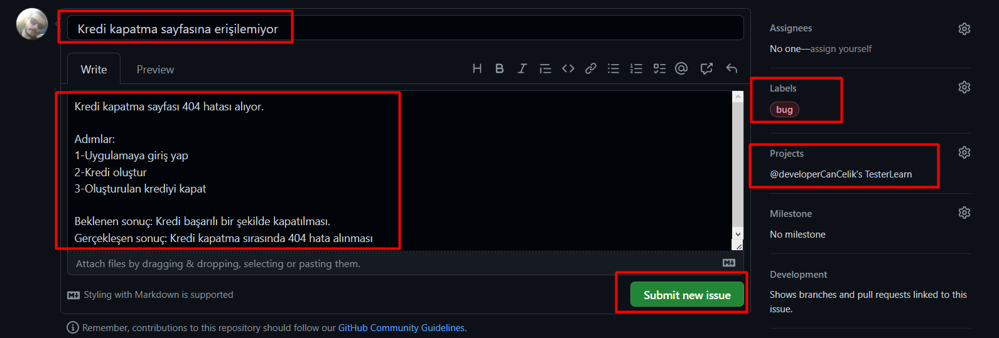 Kredi kapatma sayfasına erişilemiyor
Write
Preview
Kredi kapatma sayfası 404 hatası alıyor.
Adımlar:
1-Uygulamaya giriş yap
2-Kredi oluştur
3-Oluşturulan krediyi kapat
Beklenen sonuç: Kredi başarılı bir şekilde kapatılması.
Gerçekleşen sonuç: Kredi kapatma sırasında 404 hata alınması
Attach files by dragging & dropping, selecting or pasting them.
Styling with Markdown is supported
Submit new issue
Remember, contributions to this repository should follow our GitHub Community Guidelines.
Assignees
No one—assign yourself
Labels
bug
Projects
@developerCanCelik's TesterLearn
Milestone
No milestone
Development
Shows branches and pull requests linked to this
issue.